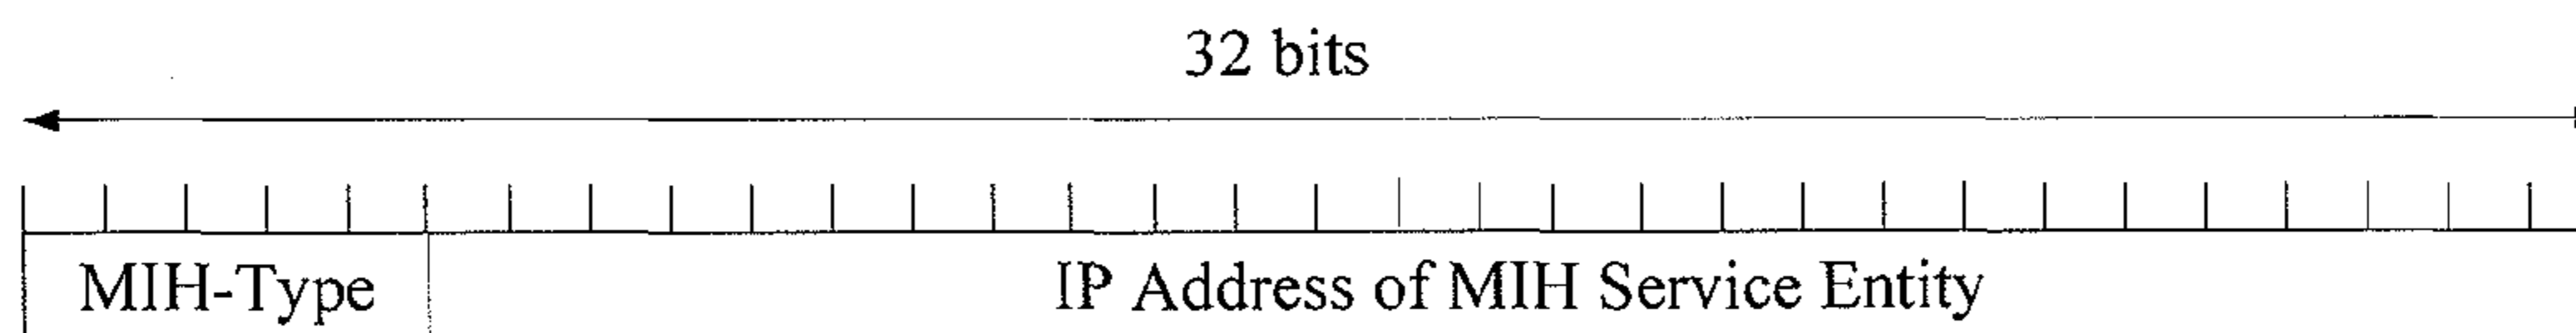 32 bits
MIH-Type IP Address of MIH Service Entity